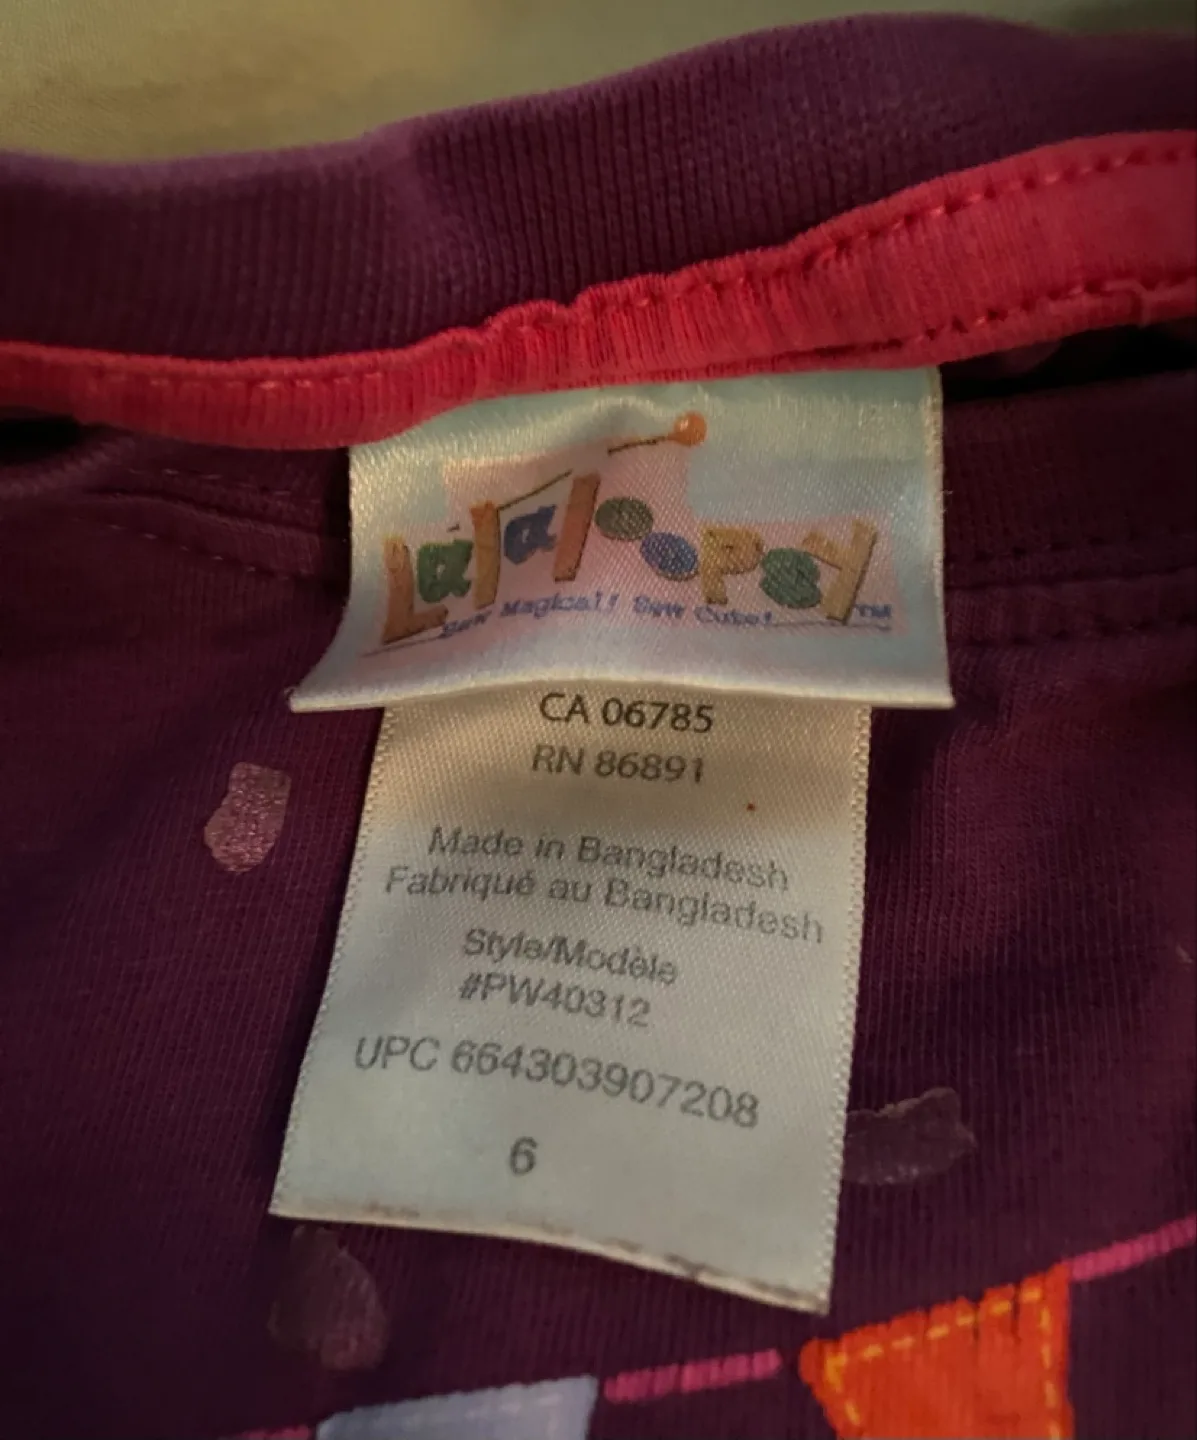 Lalaloopsy
Sew Magical! Sew Cute! TM
CA 06785
RN 86891
Made in Bangladesh
Fabriqué au Bangladesh
Style/Modèle
#PW40312
UPC 664303907208
6